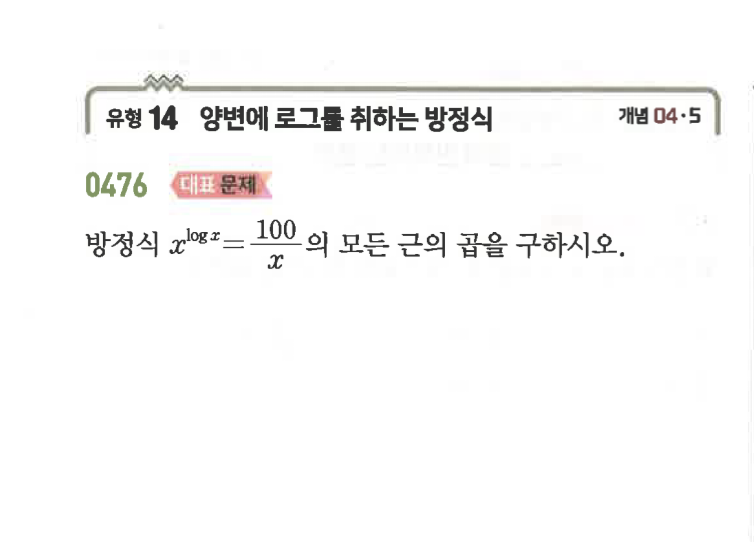 유형 14 양변에 로그를 취하는 방정식 개념 04·5
0476 대표 문제
방정식 $x^{\log x}=\dfrac{100}{x}$의 모든 근의 곱을 구하시오.